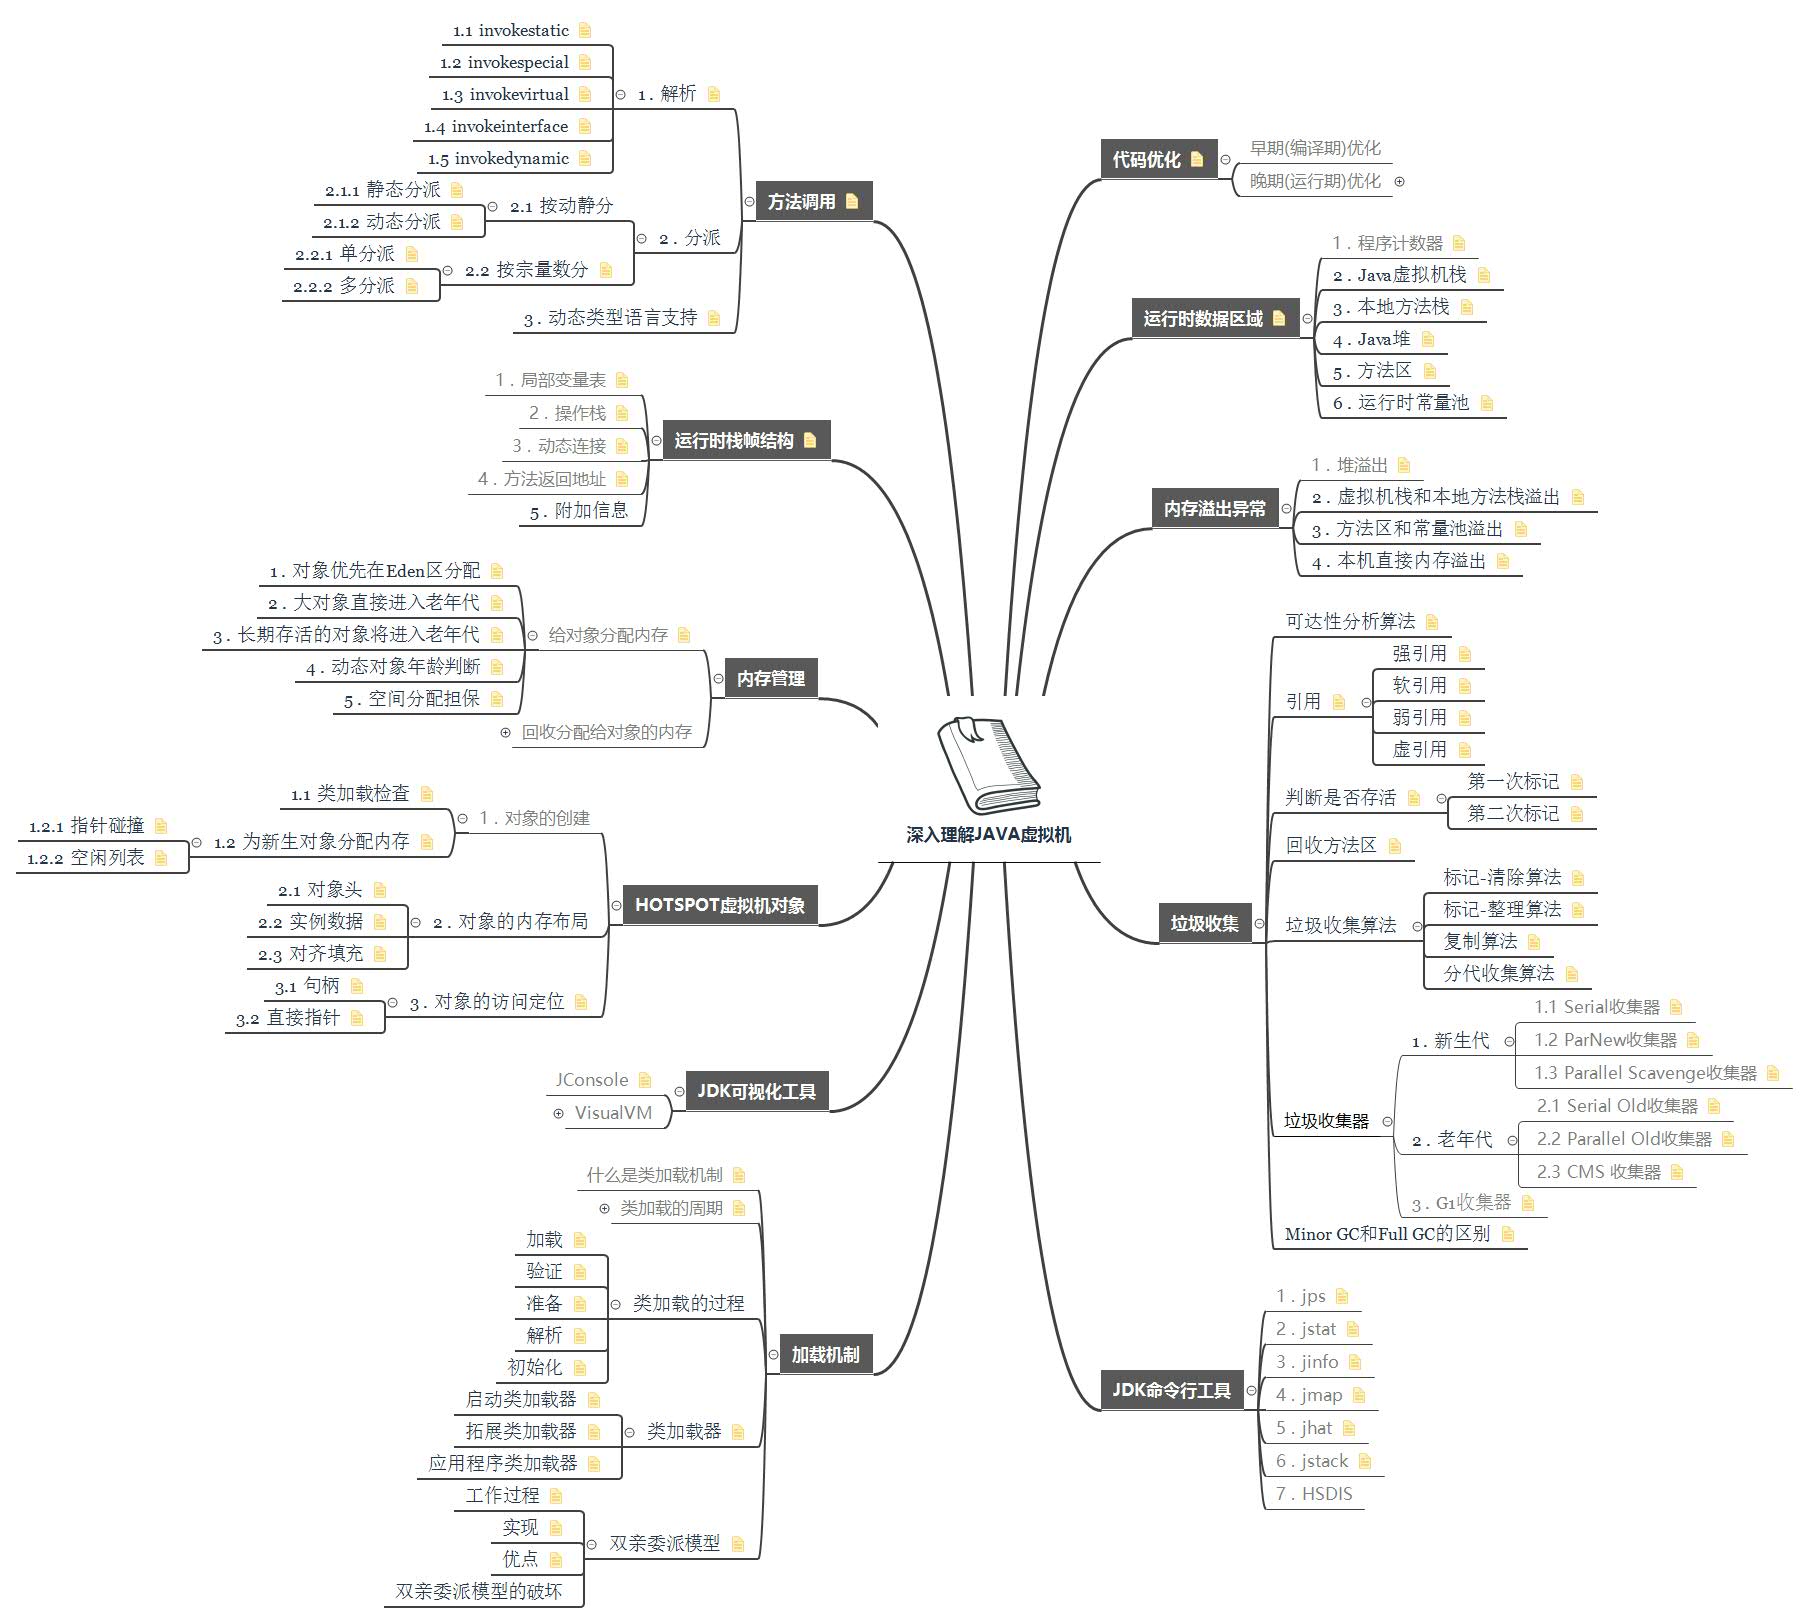 深入理解JAVA虚拟机
方法调用
1. 解析
1.1 invokestatic
1.2 invokespecial
1.3 invokevirtual
1.4 invokeinterface
1.5 invokedynamic
2. 分派
2.1 按动静分
2.1.1 静态分派
2.1.2 动态分派
2.2 按宗量数分
2.2.1 单分派
2.2.2 多分派
3. 动态类型语言支持
运行时栈帧结构
1. 局部变量表
2. 操作栈
3. 动态连接
4. 方法返回地址
5. 附加信息
内存管理
给对象分配内存
1. 对象优先在Eden区分配
2. 大对象直接进入老年代
3. 长期存活的对象将进入老年代
4. 动态对象年龄判断
5. 空间分配担保
回收分配给对象的内存
HOTSPOT虚拟机对象
1. 对象的创建
1.1 类加载检查
1.2 为新生对象分配内存
1.2.1 指针碰撞
1.2.2 空闲列表
2. 对象的内存布局
2.1 对象头
2.2 实例数据
2.3 对齐填充
3. 对象的访问定位
3.1 句柄
3.2 直接指针
JDK可视化工具
JConsole
VisualVM
加载机制
什么是类加载机制
类加载的周期
类加载的过程
加载
验证
准备
解析
初始化
类加载器
启动类加载器
拓展类加载器
应用程序类加载器
双亲委派模型
工作过程
实现
优点
双亲委派模型的破坏
代码优化
早期(编译期)优化
晚期(运行期)优化
运行时数据区域
1. 程序计数器
2. Java虚拟机栈
3. 本地方法栈
4. Java堆
5. 方法区
6. 运行时常量池
内存溢出异常
1. 堆溢出
2. 虚拟机栈和本地方法栈溢出
3. 方法区和常量池溢出
4. 本机直接内存溢出
垃圾收集
可达性分析算法
引用
强引用
软引用
弱引用
虚引用
判断是否存活
第一次标记
第二次标记
回收方法区
垃圾收集算法
标记-清除算法
标记-整理算法
复制算法
分代收集算法
垃圾收集器
1. 新生代
1.1 Serial收集器
1.2 ParNew收集器
1.3 Parallel Scavenge收集器
2. 老年代
2.1 Serial Old收集器
2.2 Parallel Old收集器
2.3 CMS 收集器
3. G1收集器
Minor GC和Full GC的区别
JDK命令行工具
1. jps
2. jstat
3. jinfo
4. jmap
5. jhat
6. jstack
7. HSDIS